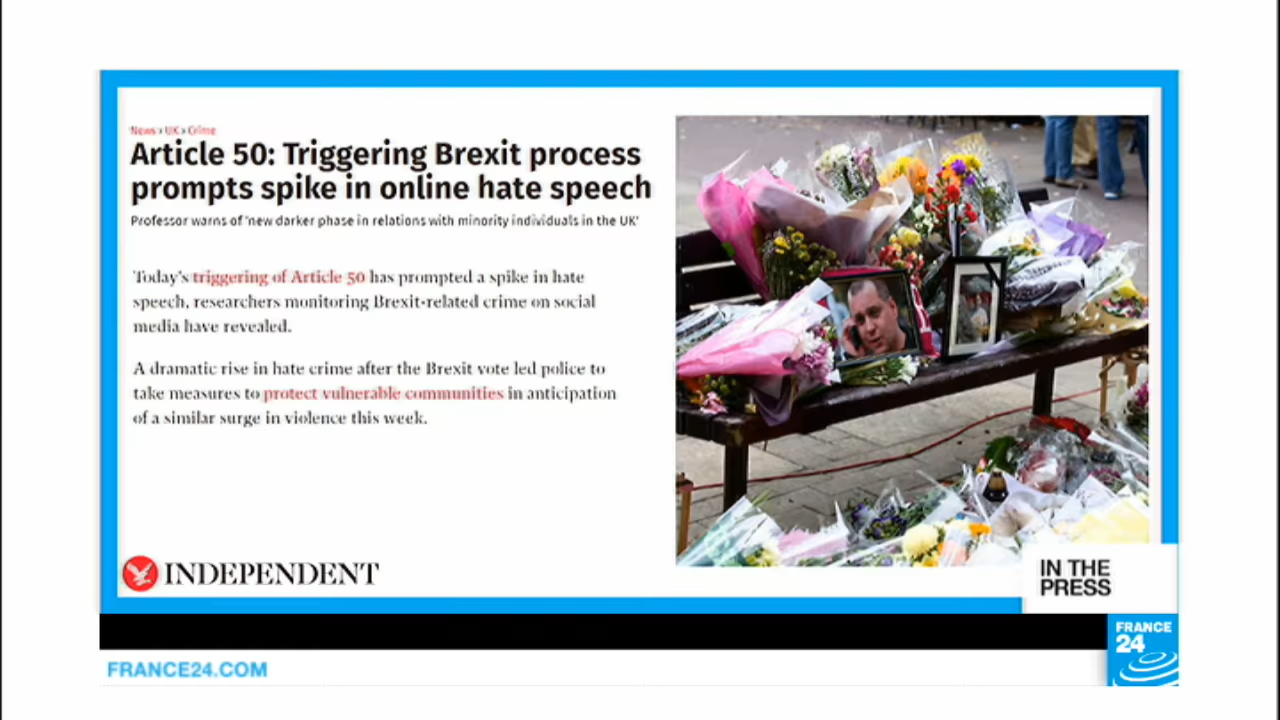 News › UK › Crime
Article 50: Triggering Brexit process
prompts spike in online hate speech
Professor warns of 'new darker phase in relations with minority individuals in the UK'
Today's triggering of Article 50 has prompted a spike in hate
speech, researchers monitoring Brexit-related crime on social
media have revealed.
A dramatic rise in hate crime after the Brexit vote led police to
take measures to protect vulnerable communities in anticipation
of a similar surge in violence this week.
INDEPENDENT
IN THE
PRESS
FRANCE
24
FRANCE24.COM